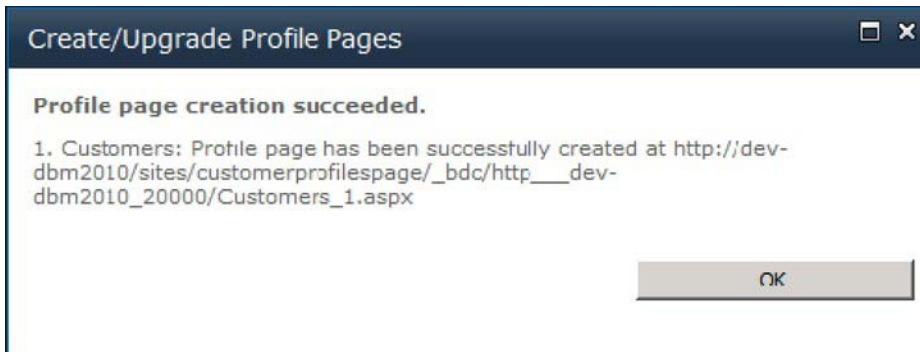 Create/Upgrade Profile Pages
Profile page creation succeeded.
1. Customers: Profile page has been successfully created at http://dev-
dbm2010/sites/customerprofilespage/_bdc/http___dev-
dbm2010_20000/Customers_1.aspx
OK